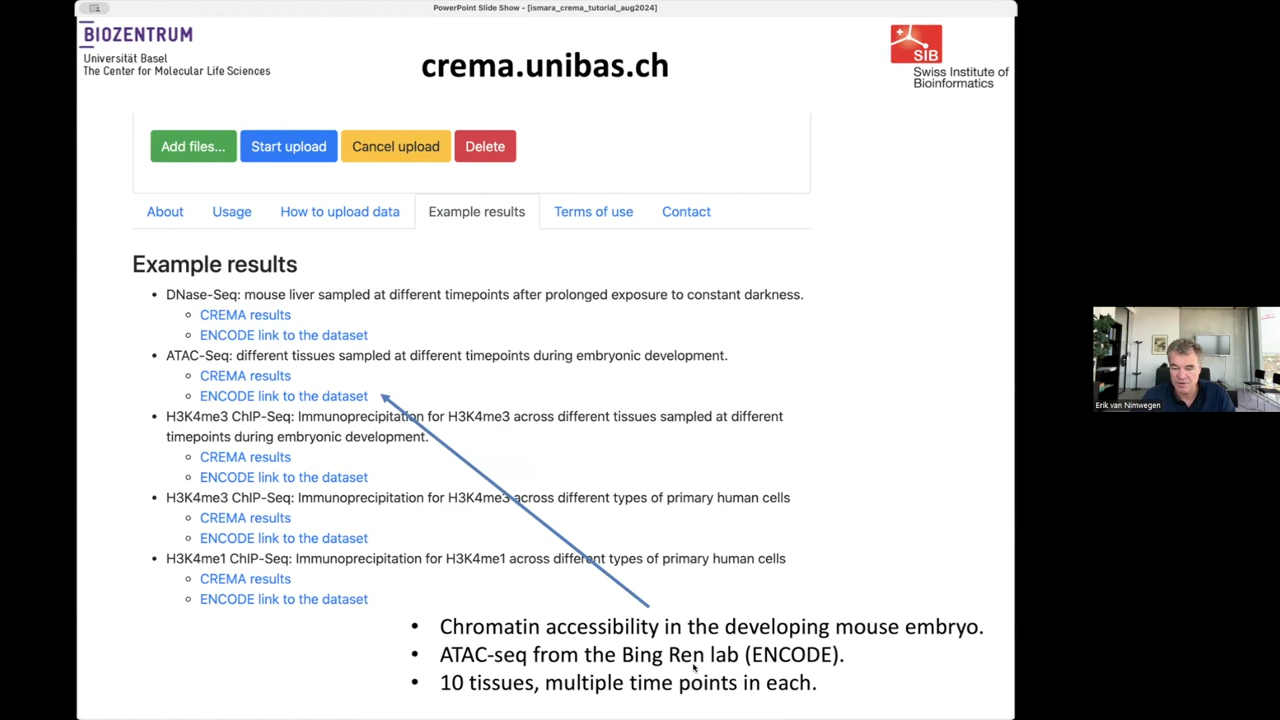 PowerPoint Slide Show - [ismara_crema_tutorial_aug2024]
BIOZENTRUM
Universität Basel
The Center for Molecular Life Sciences
crema.unibas.ch
SIB
Swiss Institute of
Bioinformatics
Add files...
Start upload
Cancel upload
Delete
About
Usage
How to upload data
Example results
Terms of use
Contact
Example results
• DNase-Seq: mouse liver sampled at different timepoints after prolonged exposure to constant darkness.
CREMA results
ENCODE link to the dataset
• ATAC-Seq: different tissues sampled at different timepoints during embryonic development.
CREMA results
ENCODE link to the dataset
• H3K4me3 ChIP-Seq: Immunoprecipitation for H3K4me3 across different tissues sampled at different
timepoints during embryonic development.
CREMA results
ENCODE link to the dataset
• H3K4me3 ChIP-Seq: Immunoprecipitation for H3K4me3 across different types of primary human cells
CREMA results
ENCODE link to the dataset
• H3K4me1 ChIP-Seq: Immunoprecipitation for H3K4me1 across different types of primary human cells
CREMA results
ENCODE link to the dataset
• Chromatin accessibility in the developing mouse embryo.
• ATAC-seq from the Bing Ren lab (ENCODE).
• 10 tissues, multiple time points in each.
Erik van Nimwegen